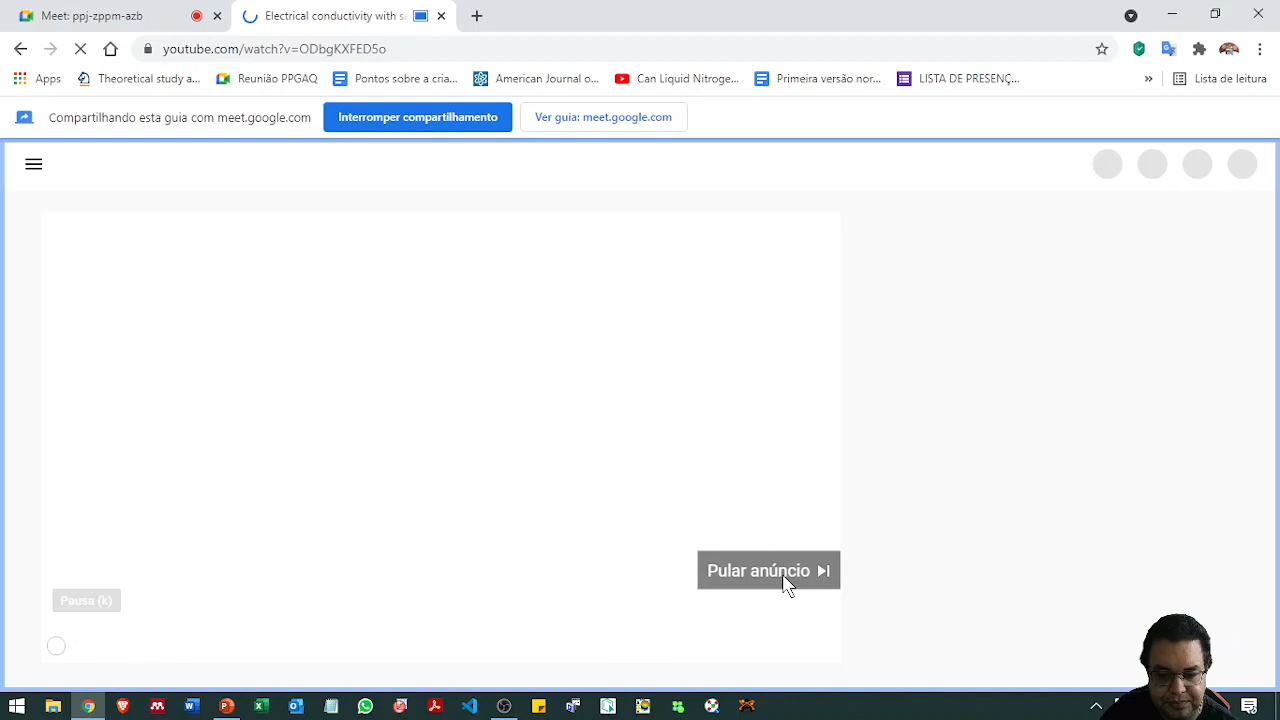 Meet: ppj-zppm-azb
Electrical conductivity with sa
youtube.com/watch?v=ODbgKXFED5o
Apps
Theoretical study a...
Reunião PPGAQ
Pontos sobre a cria...
American Journal o...
Can Liquid Nitroge...
Primeira versão nor...
LISTA DE PRESENÇ...
»
Lista de leitura
Compartilhando esta guia com meet.google.com
Interromper compartilhamento
Ver guia: meet.google.com
Pular anúncio
Pausa (k)